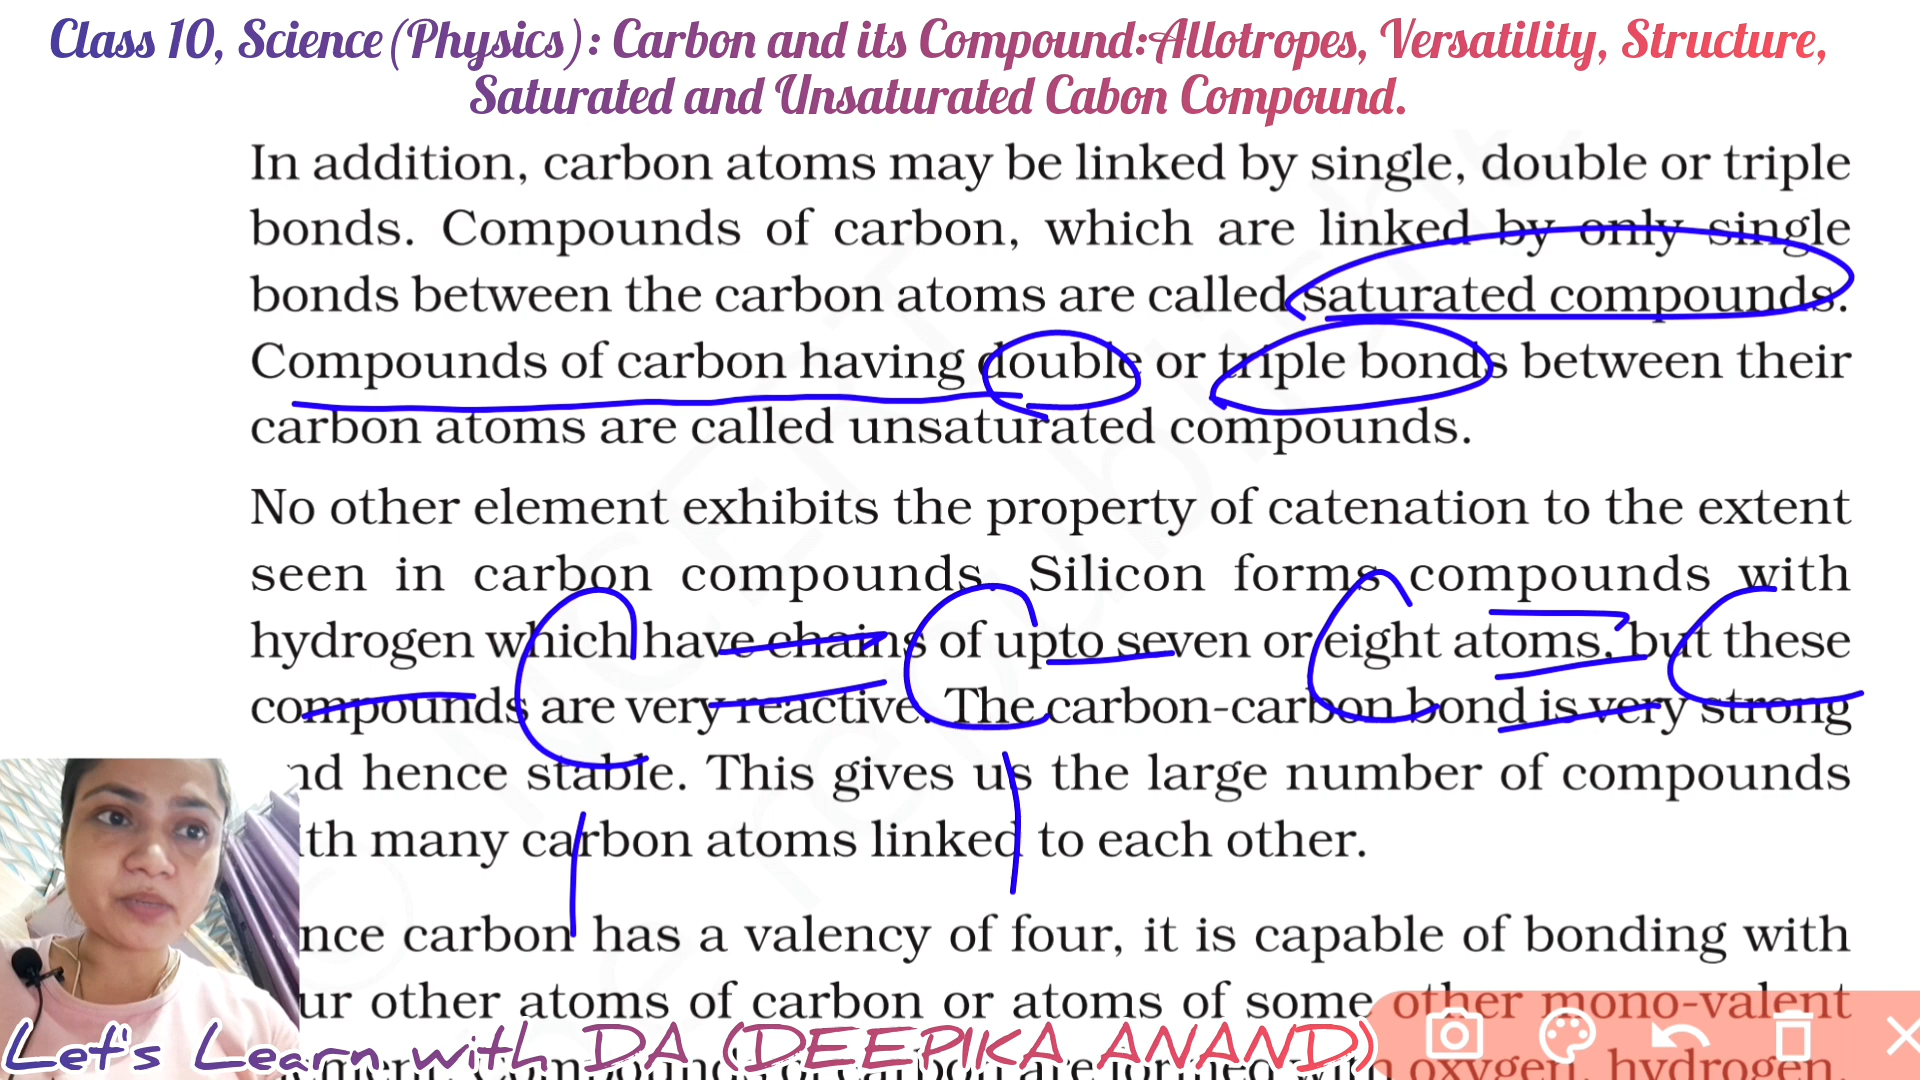 Class 10, Science (Physics): Carbon and its Compound:Allotropes, Versatility, Structure,
Saturated and Unsaturated Cabon Compound.
In addition, carbon atoms may be linked by single, double or triple
bonds. Compounds of carbon, which are linked by only single
bonds between the carbon atoms are called saturated compounds.
Compounds of carbon having double or triple bonds between their
carbon atoms are called unsaturated compounds.
No other element exhibits the property of catenation to the extent
seen in carbon compounds. Silicon forms compounds with
hydrogen which have chains of upto seven or eight atoms, but these
compounds are very reactive. The carbon-carbon bond is very strong
nd hence stable. This gives us the large number of compounds
th many carbon atoms linked to each other.
nce carbon has a valency of four, it is capable of bonding with
ur other atoms of carbon or atoms of some other mono-valent
Let's Learn with DA (DEEPIKA ANAND)
oxygen, hydrogen,
C C C C